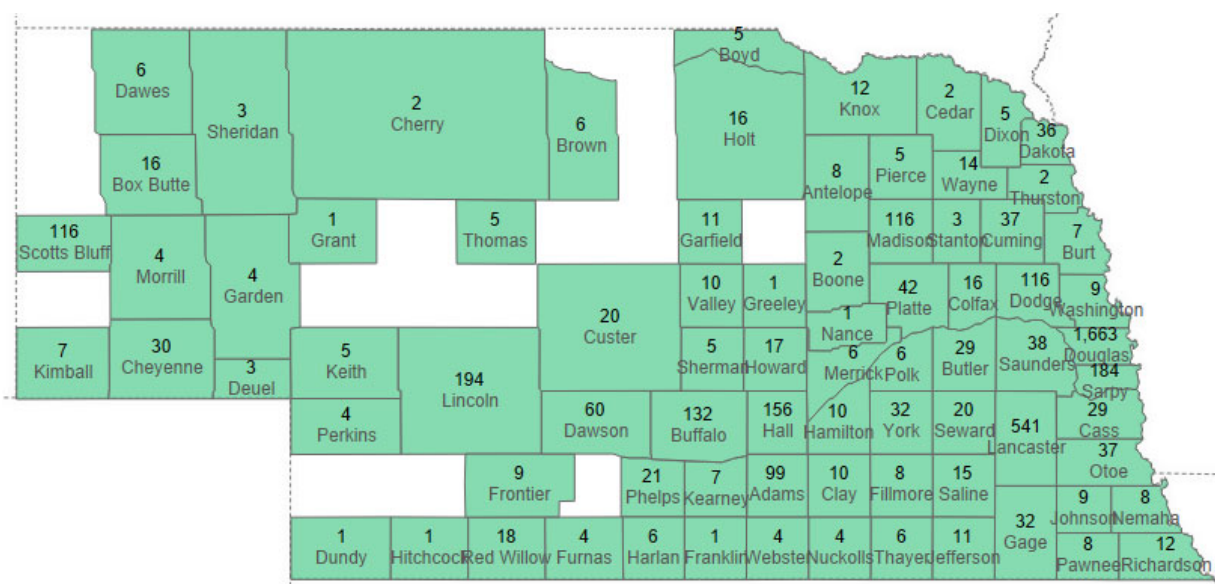 5
Boyd
6
Dawes
3
Sheridan
2
Cherry
6
Brown
16
Holt
12
Knox
2
Cedar
5
Dixon
36
Dakota
16
Box Butte
8
Antelope
5
Pierce
14
Wayne
2
Thurston
116
Scotts Bluff
4
Morrill
4
Garden
1
Grant
5
Thomas
11
Garfield
116
Madison
3
Stanton
37
Cuming
7
Burt
2
Boone
20
Custer
10
Valley
1
Greeley
42
Platte
16
Colfax
116
Dodge
9
Washington
1
Nance
7
Kimball
30
Cheyenne
3
Deuel
5
Keith
194
Lincoln
5
Sherman
17
Howard
6
Merrick
6
Polk
29
Butler
38
Saunders
1,663
Douglas
184
Sarpy
4
Perkins
60
Dawson
132
Buffalo
156
Hall
10
Hamilton
32
York
20
Seward
541
Lancaster
29
Cass
37
Otoe
9
Frontier
21
Phelps
7
Kearney
99
Adams
10
Clay
8
Fillmore
15
Saline
32
Gage
9
Johnson
8
Nemaha
1
Dundy
1
Hitchcock
18
Red Willow
4
Furnas
6
Harlan
1
Franklin
4
Webster
4
Nuckolls
6
Thayer
11
Jefferson
8
Pawnee
12
Richardson